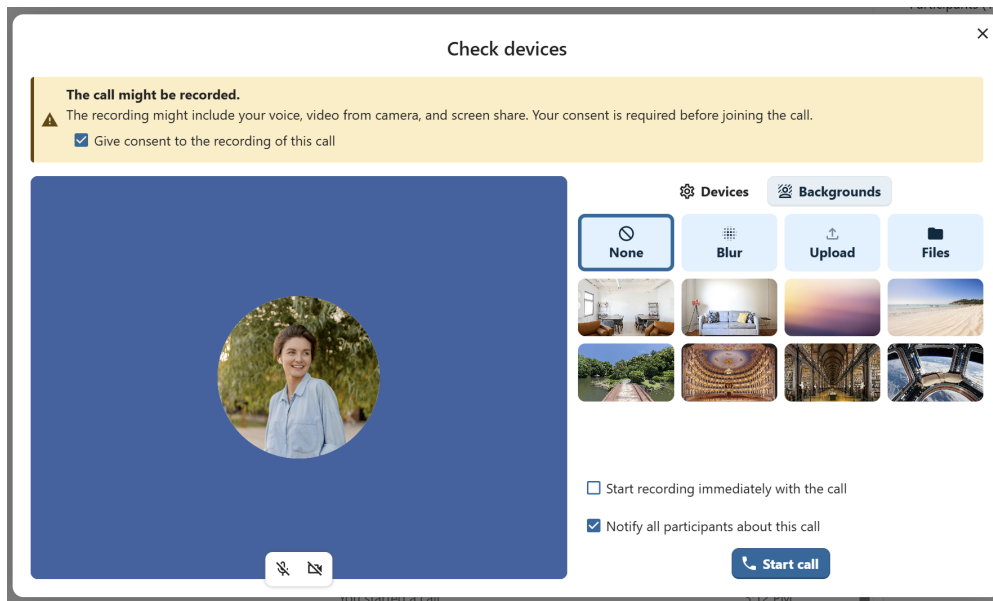 Check devices
The call might be recorded.
The recording might include your voice, video from camera, and screen share. Your consent is required before joining the call.
Give consent to the recording of this call
Devices
Backgrounds
None
Blur
Upload
Files
Start recording immediately with the call
Notify all participants about this call
Start call